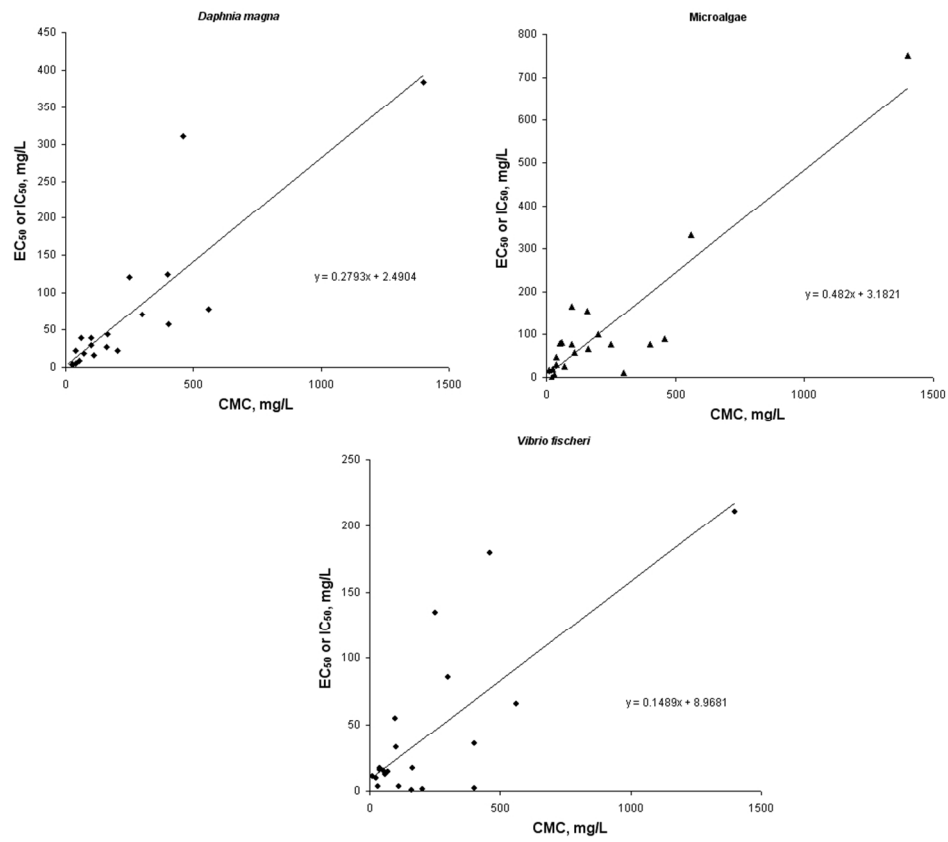 Daphnia magna
450
400
350
300
250
200
150
100
50
0
EC50 or IC50, mg/L
y = 0.2793x + 2.4904
0 500 1000 1500
CMC, mg/L
Microalgae
800
700
600
500
400
300
200
100
0
EC50 or IC50, mg/L
y = 0.482x + 3.1821
0 500 1000 1500
CMC, mg/L
Vibrio fischeri
250
200
150
100
50
0
EC50 or IC50, mg/L
y = 0.1489x + 8.9681
0 500 1000 1500
CMC, mg/L